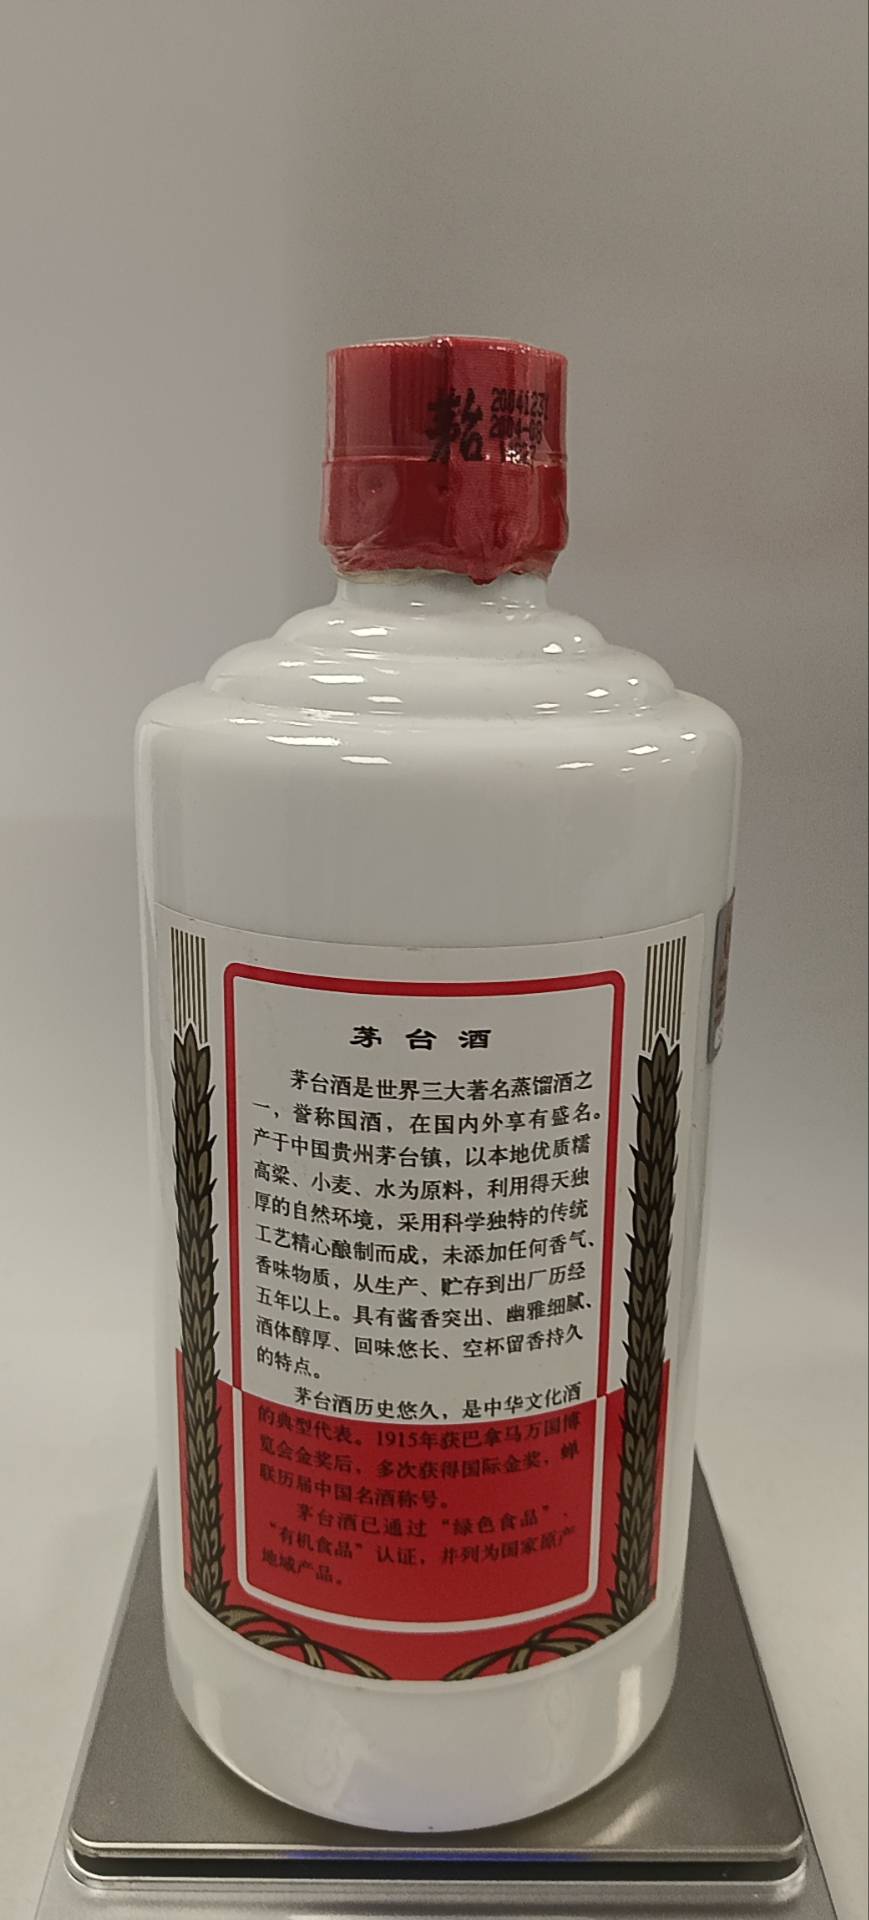 茅台
20041231
2004-08
茅台酒
茅台酒是世界三大著名蒸馏酒之
一，誉称国酒，在国内外享有盛名。
产于中国贵州茅台镇，以本地优质糯
高粱、小麦、水为原料，利用得天独
厚的自然环境，采用科学独特的传统
工艺精心酿制而成，未添加任何香气、
香味物质，从生产、贮存到出厂历经
五年以上。具有酱香突出、幽雅细腻、
酒体醇厚、回味悠长、空杯留香持久
的特点。
茅台酒历史悠久，是中华文化酒
的典型代表。1915年获巴拿马万国博
览会金奖后，多次获得国际金奖，蝉
联历届中国名酒称号。
茅台酒已通过“绿色食品”、
“有机食品”认证，并列为国家原产
地域产品。